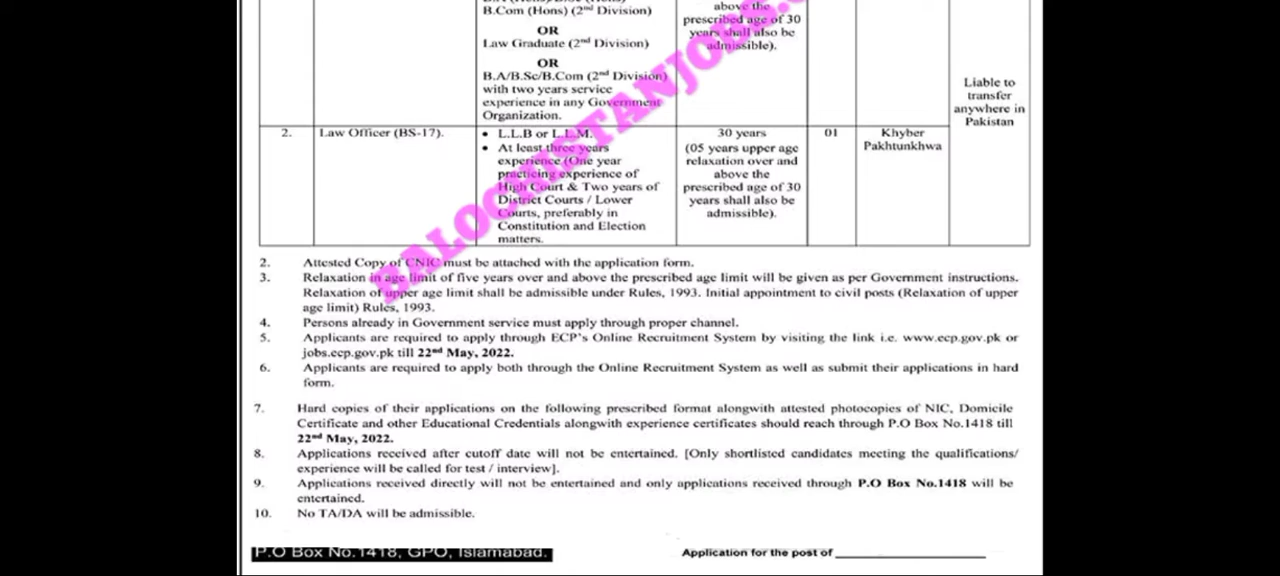 B.Com (Hons) (2nd Division)
OR
Law Graduate (2nd Division)
OR
B.A/B.Sc/B.Com (2nd Division)
with two years service
experience in any Government
Organization.
above the
prescribed age of 30
years shall also be
admissible).
Liable to
transfer
anywhere in
Pakistan
2.
Law Officer (BS-17).
• L.L.B or L.L.M.
• At least three years
experience (One year
practicing experience of
High Court & Two years of
District Courts / Lower
Courts, preferably in
Constitution and Election
matters.
30 years
(05 years upper age
relaxation over and
above the
prescribed age of 30
years shall also be
admissible).
01
Khyber
Pakhtunkhwa
BALOCHISTANJOBS.C
2. Attested Copy of CNIC must be attached with the application form.
3. Relaxation in age limit of five years over and above the prescribed age limit will be given as per Government instructions.
Relaxation of upper age limit shall be admissible under Rules, 1993. Initial appointment to civil posts (Relaxation of upper
age limit) Rules, 1993.
4. Persons already in Government service must apply through proper channel.
5. Applicants are required to apply through ECP's Online Recruitment System by visiting the link i.e. www.ecp.gov.pk or
jobs.ecp.gov.pk till 22nd May, 2022.
6. Applicants are required to apply both through the Online Recruitment System as well as submit their applications in hard
form.
7. Hard copies of their applications on the following prescribed format alongwith attested photocopies of NIC, Domicile
Certificate and other Educational Credentials alongwith experience certificates should reach through P.O Box No.1418 till
22nd May, 2022.
8. Applications received after cutoff date will not be entertained. [Only shortlisted candidates meeting the qualifications/
experience will be called for test / interview].
9. Applications received directly will not be entertained and only applications received through P.O Box No.1418 will be
entertained.
10. No TA/DA will be admissible.
P.O Box No.1418, GPO, Islamabad.
Application for the post of